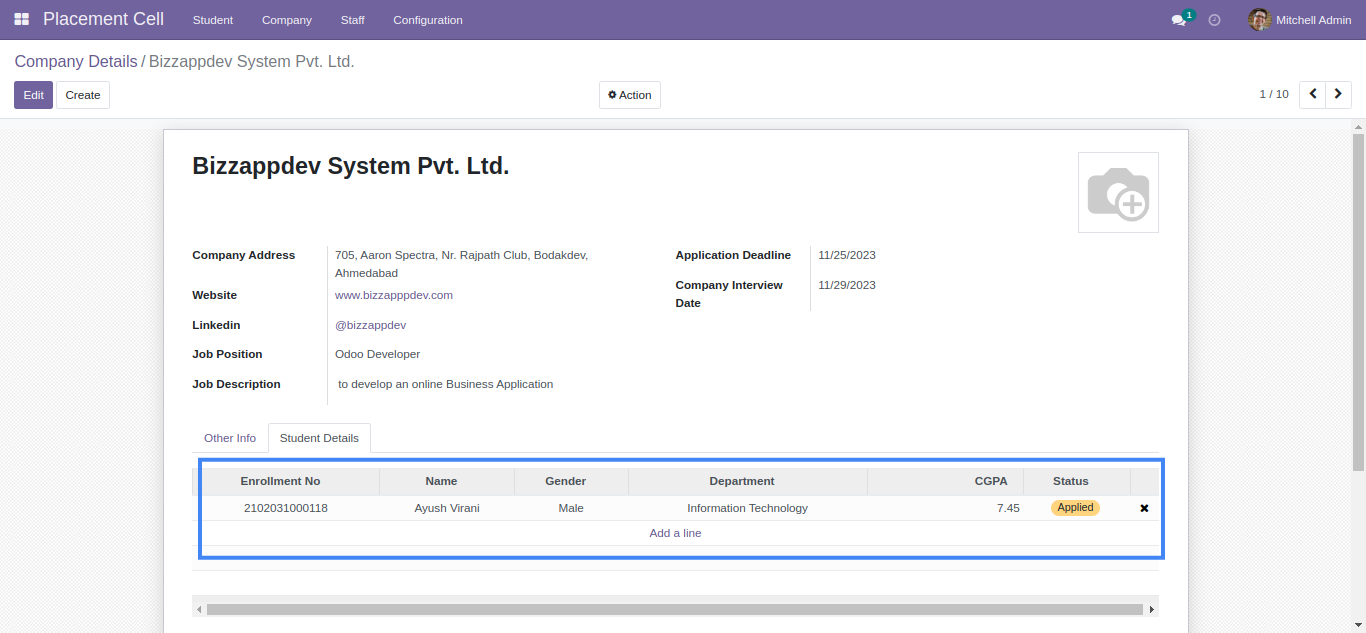 Placement Cell Student Company Staff Configuration 1 Mitchell Admin
Company Details / Bizzappdev System Pvt. Ltd.
Edit Create Action 1 / 10
Bizzappdev System Pvt. Ltd.
Company Address 705, Aaron Spectra, Nr. Rajpath Club, Bodakdev,
Ahmedabad
Website www.bizzapppdev.com
Linkedin @bizzappdev
Job Position Odoo Developer
Job Description to develop an online Business Application
Application Deadline 11/25/2023
Company Interview 11/29/2023
Date
Other Info Student Details
Enrollment No Name Gender Department CGPA Status
2102031000118 Ayush Virani Male Information Technology 7.45 Applied
Add a line